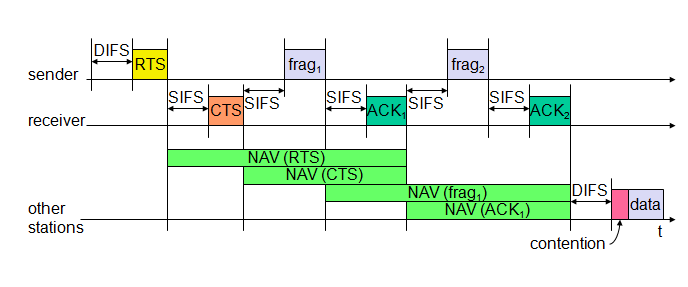 DIFS
RTS
frag₁
frag₂
sender
SIFS
CTS
SIFS
SIFS
ACK₁
SIFS
SIFS
ACK₂
receiver
NAV (RTS)
NAV (CTS)
NAV (frag₁)
NAV (ACK₁)
DIFS
other
stations
data
contention
t